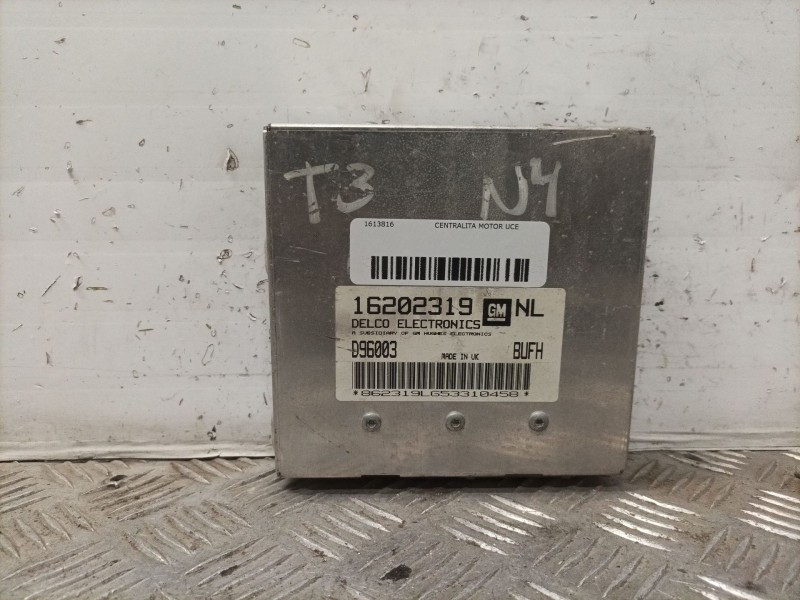 T3 N4
1613816 CENTRALITA MOTOR UCE
16202319 GM NL
DELCO ELECTRONICS
A SUBSIDIARY OF GM HUGHES ELECTRONICS
D96003 MADE IN UK BUFH
*862319LG53310458*